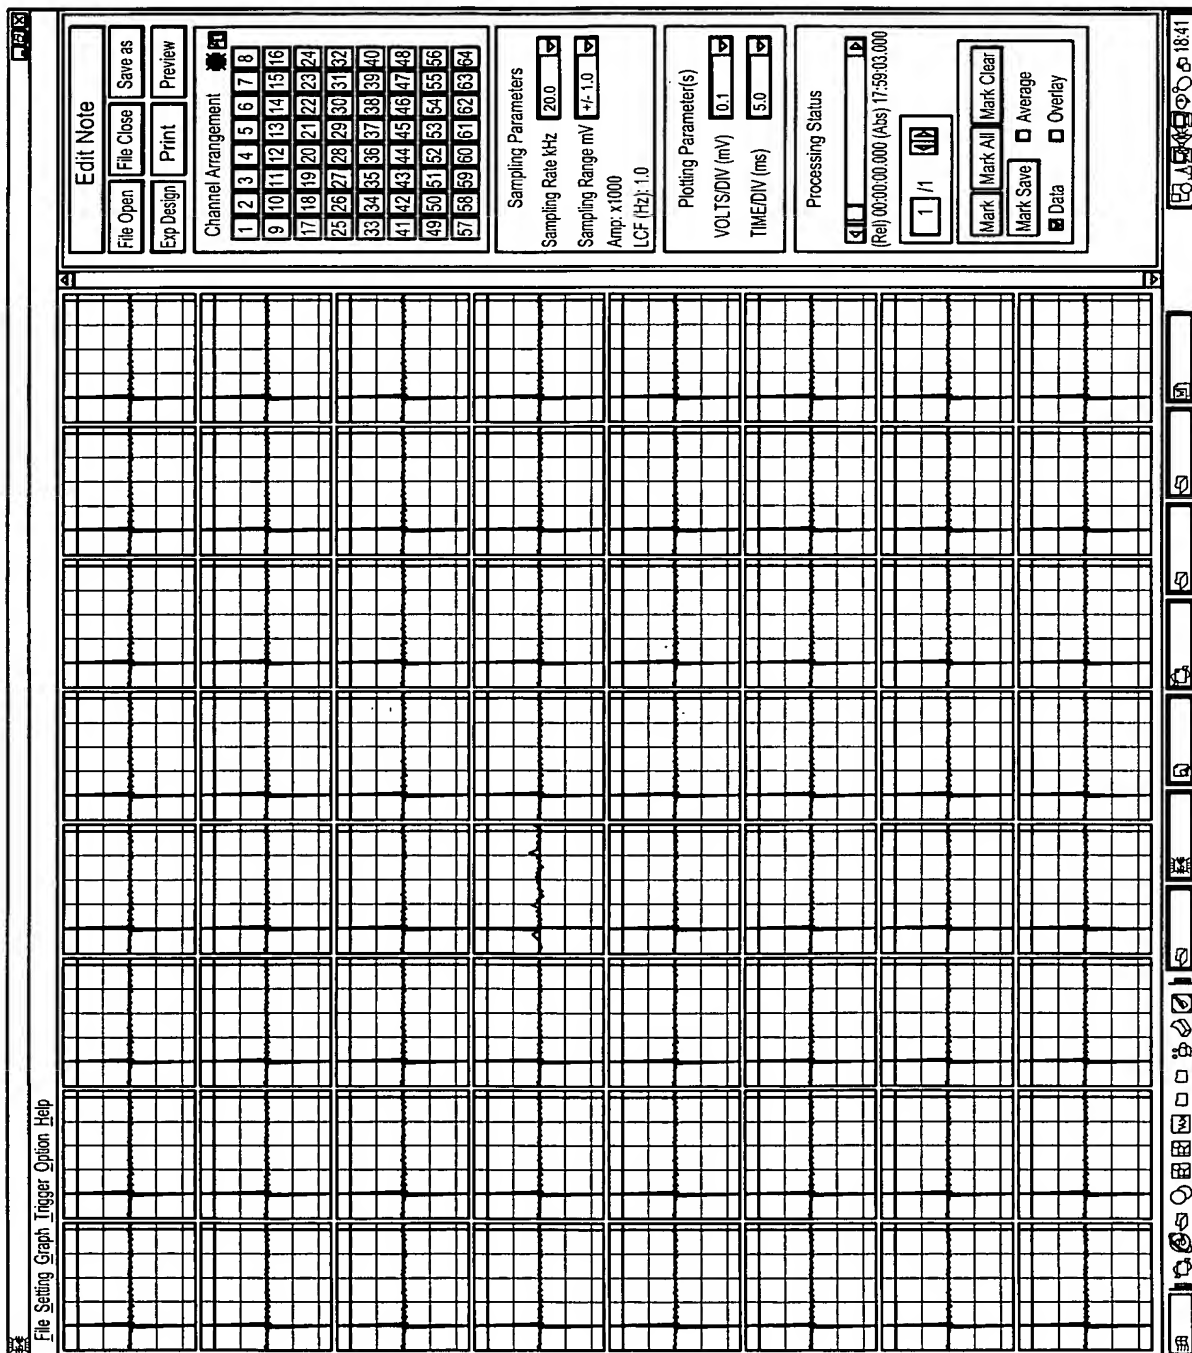 File Setting Graph Trigger Option Help
Edit Note
File Open File Close Save as
Exp Design Print Preview
Channel Arrangement
1 2 3 4 5 6 7 8
9 10 11 12 13 14 15 16
17 18 19 20 21 22 23 24
25 26 27 28 29 30 31 32
33 34 35 36 37 38 39 40
41 42 43 44 45 46 47 48
49 50 51 52 53 54 55 56
57 58 59 60 61 62 63 64
Sampling Parameters
Sampling Rate kHz 20.0
Sampling Range mV +/- 1.0
Amp: x1000
LCF (Hz): 1.0
Plotting Parameter(s)
VOLTS/DIV (mV) 0.1
TIME/DIV (ms) 5.0
Processing Status
(Rel) 00:00:00.000 (Abs) 17:59:03.000
1 /1
Mark Mark All Mark Clear
Mark Save Average
Data Overlay
18:41